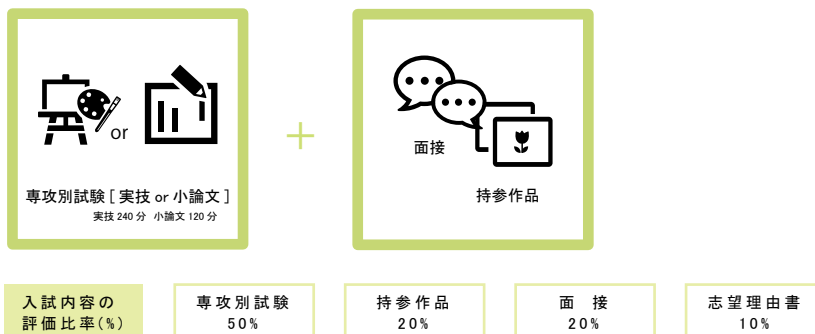 or
専攻別試験［実技 or 小論文］
実技 240 分 小論文 120 分
+
面接
持参作品
入試内容の
評価比率(%)
専攻別試験
50%
持参作品
20%
面 接
20%
志望理由書
10%